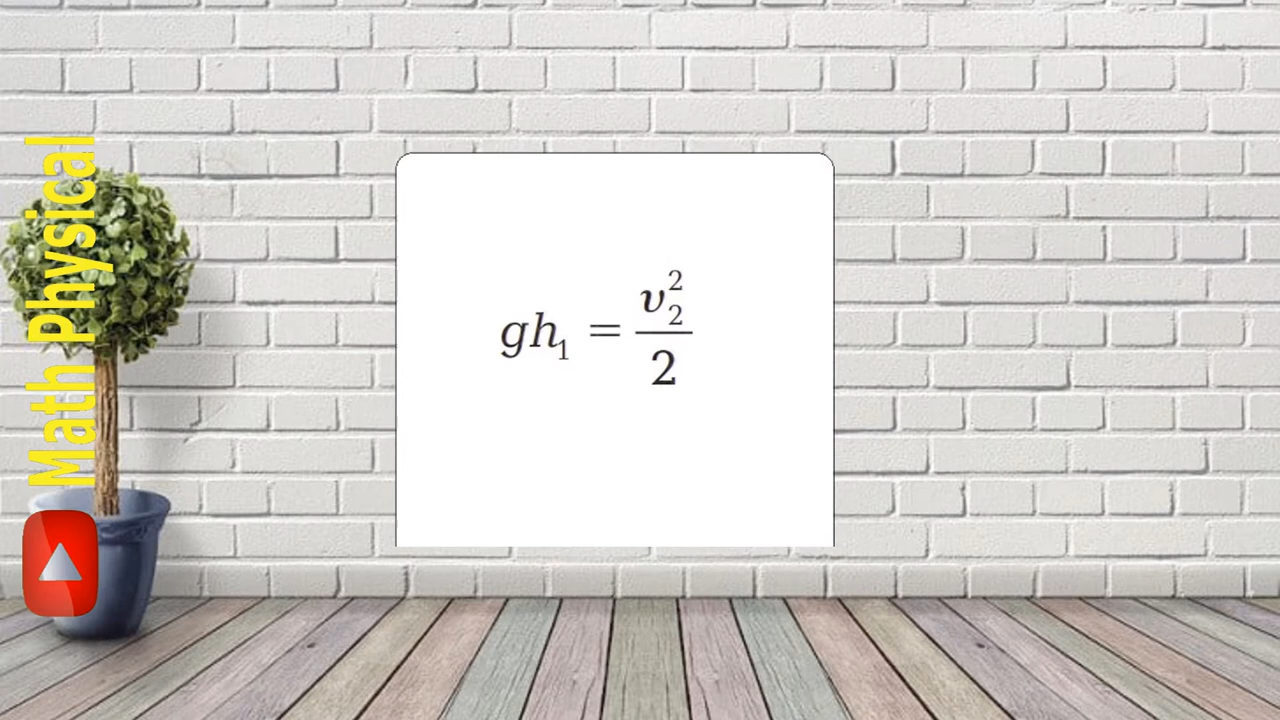 Math Physical
gh₁ = v₂²/2